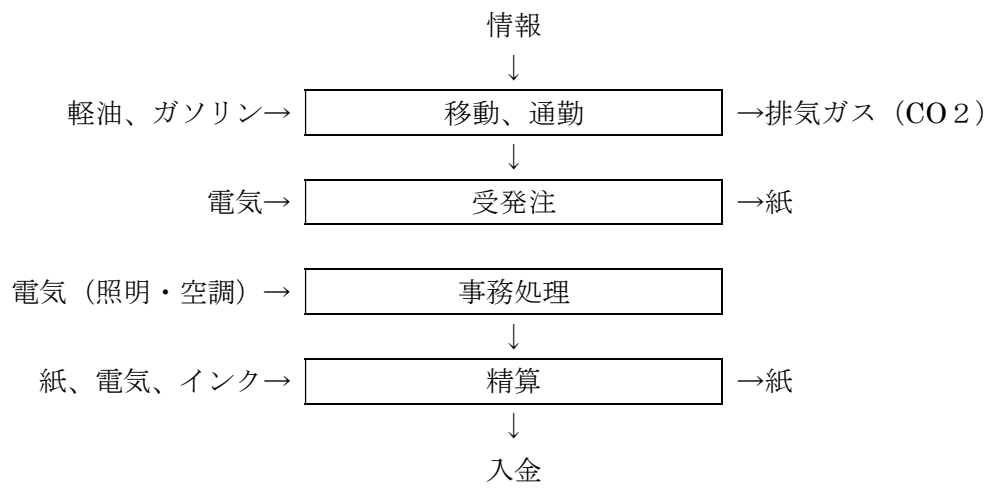 情報
↓
軽油、ガソリン→ 移動、通勤 →排気ガス（CO２）
↓
電気→ 受発注 →紙
電気（照明・空調）→ 事務処理
↓
紙、電気、インク→ 精算 →紙
↓
入金